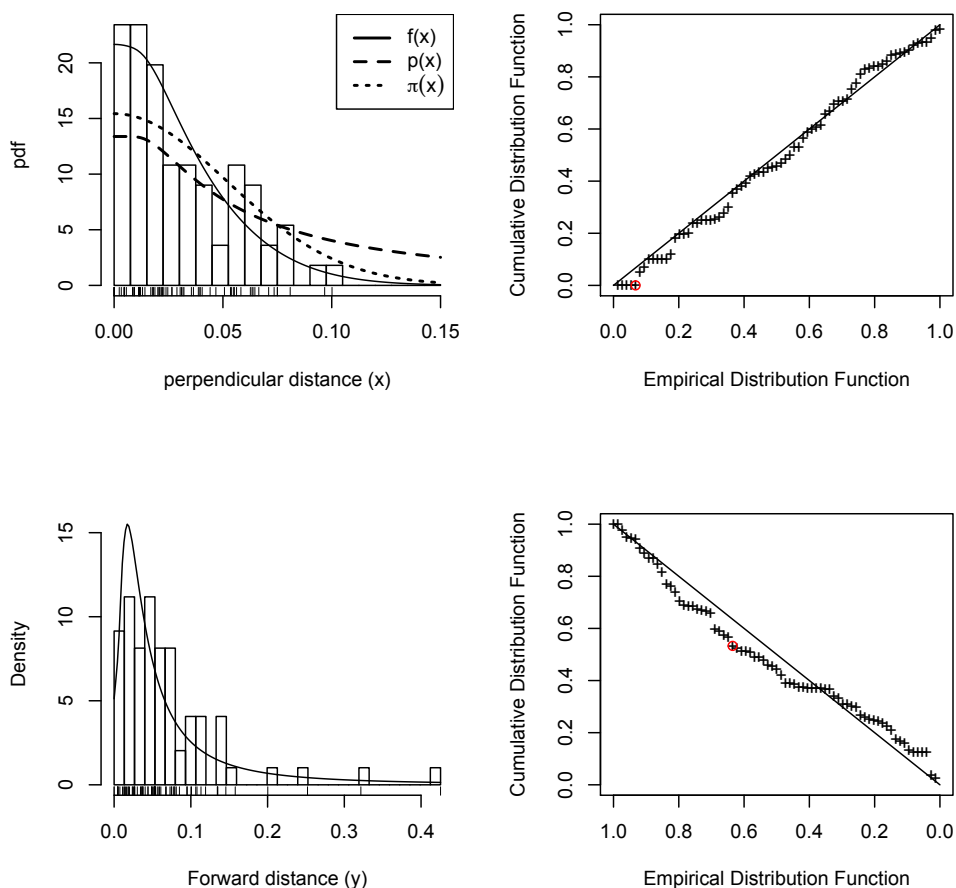 f(x)
p(x)
π(x)
pdf
0 5 10 15 20
0.00 0.05 0.10 0.15
perpendicular distance (x)
Cumulative Distribution Function
0.0 0.2 0.4 0.6 0.8 1.0
0.0 0.2 0.4 0.6 0.8 1.0
Empirical Distribution Function
Density
0 5 10 15
0.0 0.1 0.2 0.3 0.4
Forward distance (y)
Cumulative Distribution Function
0.0 0.2 0.4 0.6 0.8 1.0
1.0 0.8 0.6 0.4 0.2 0.0
Empirical Distribution Function